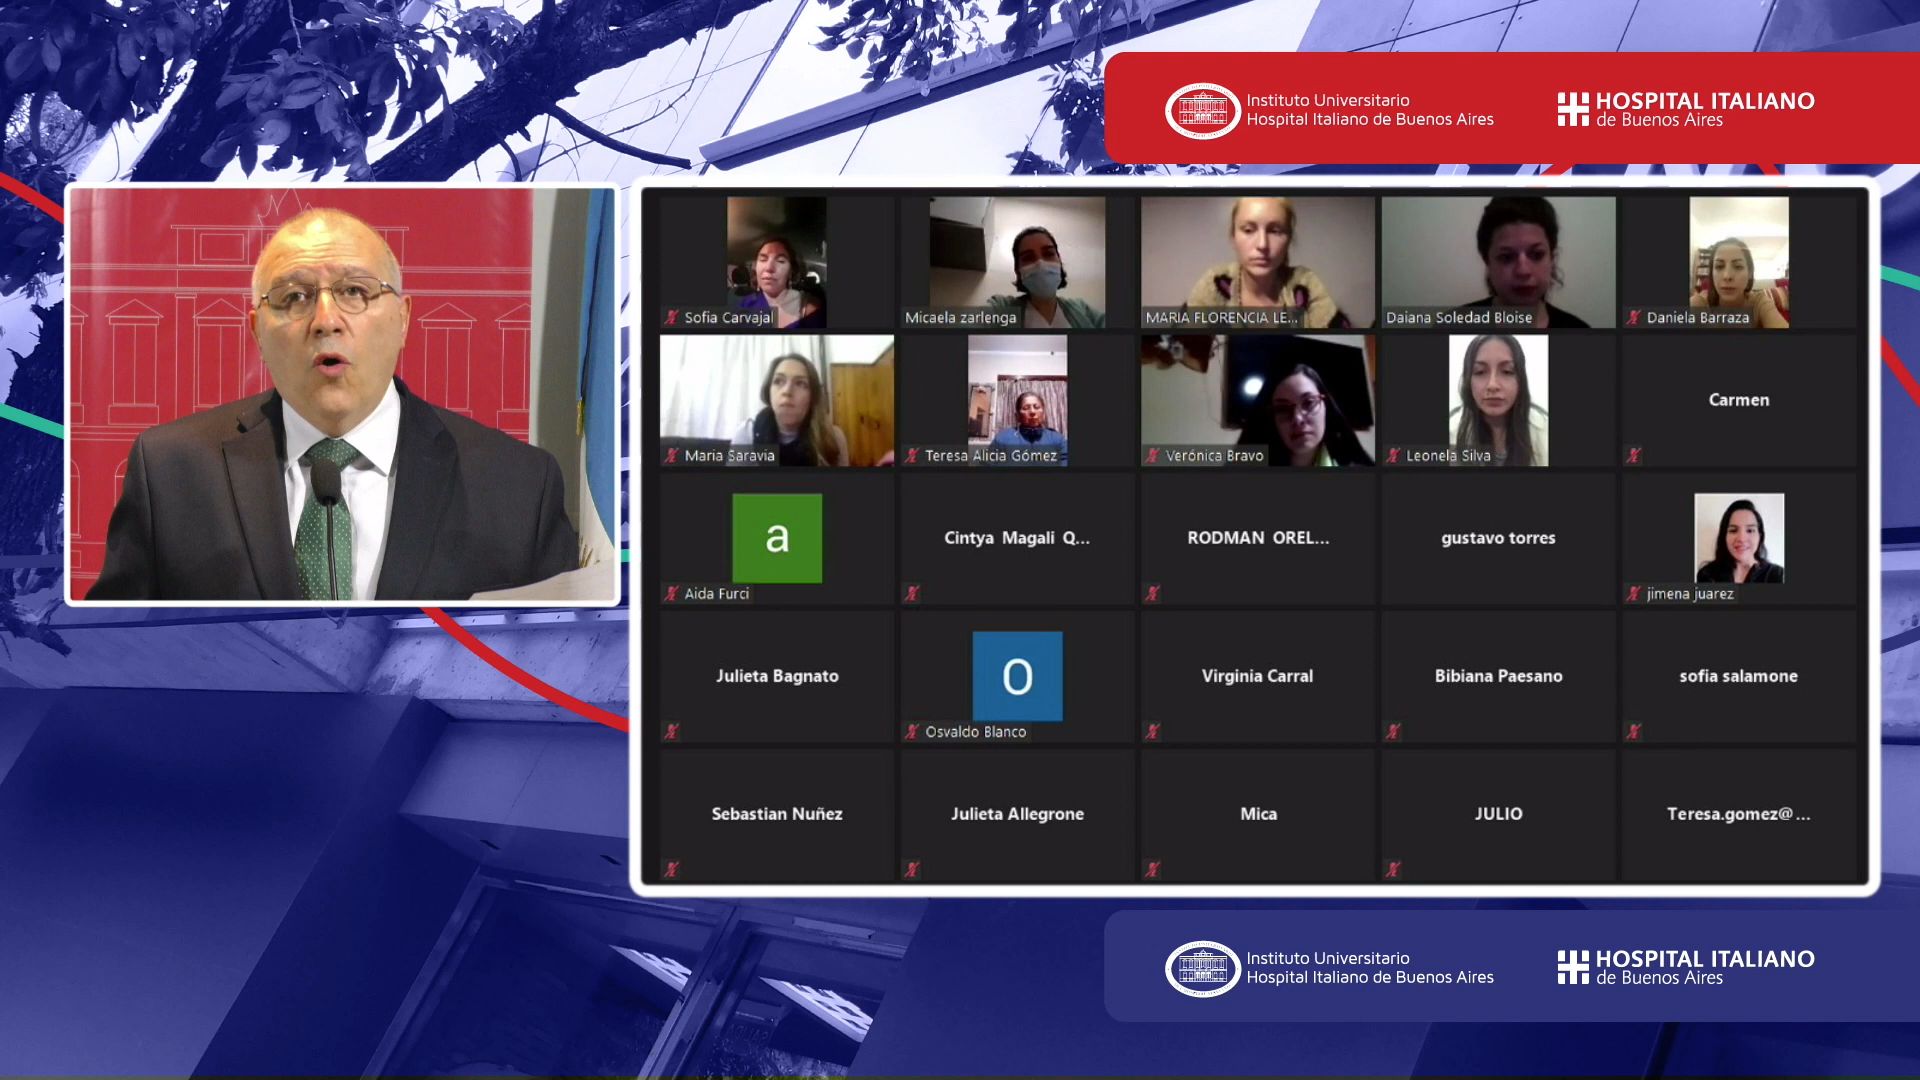 Instituto Universitario
Hospital Italiano de Buenos Aires
HOSPITAL ITALIANO
de Buenos Aires
Sofia Carvajal
Micaela zarlenga
MARIA FLORENCIA LE...
Daiana Soledad Bloise
Daniela Barraza
Maria Saravia
Teresa Alicia Gómez
Verónica Bravo
Leonela Silva
Carmen
a
Aida Furci
Cintya Magali Q...
RODMAN OREL...
gustavo torres
jimena juarez
Julieta Bagnato
O
Osvaldo Blanco
Virginia Carral
Bibiana Paesano
sofia salamone
Sebastian Nuñez
Julieta Allegrone
Mica
JULIO
Teresa.gomez@...
Instituto Universitario
Hospital Italiano de Buenos Aires
HOSPITAL ITALIANO
de Buenos Aires